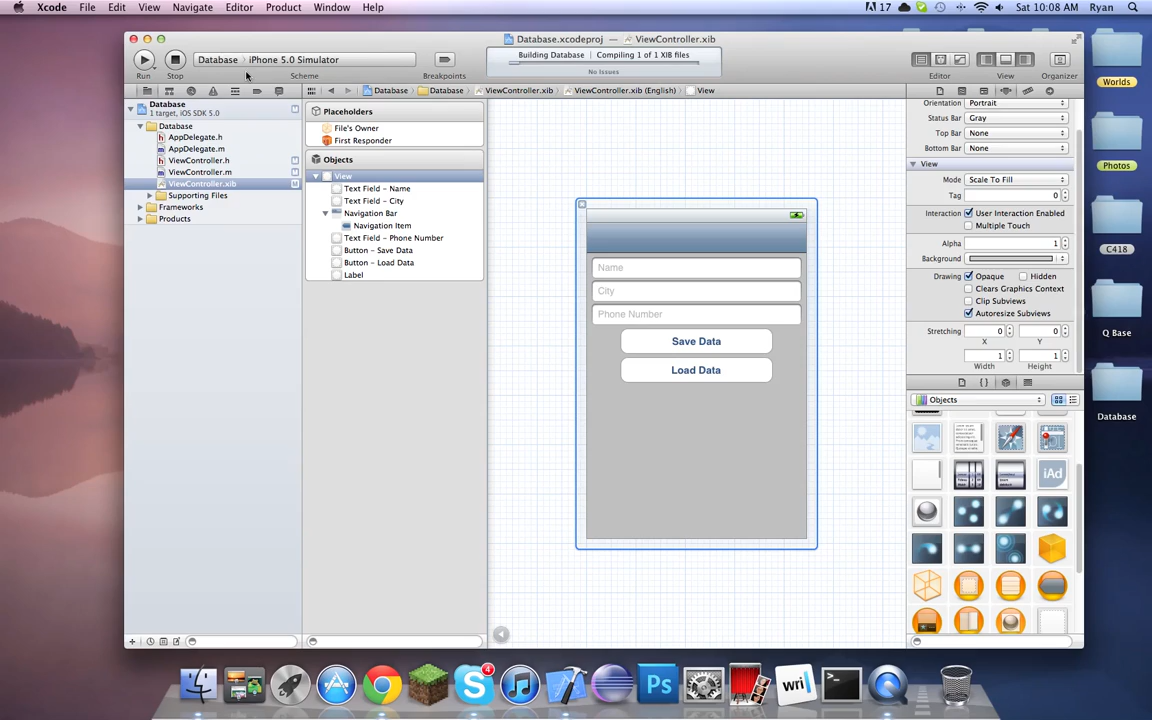 Xcode File Edit View Navigate Editor Product Window Help
17 Sat 10:08 AM Ryan
Database.xcodeproj — ViewController.xib
Database iPhone 5.0 Simulator
Building Database Compiling 1 of 1 XIB files
No Issues
Run Stop Scheme Breakpoints Editor View Organizer
Database
1 target, iOS SDK 5.0
M
Database
AppDelegate.h
AppDelegate.m
ViewController.h
M
ViewController.m
M
ViewController.xib
M
Supporting Files
Frameworks
Products
Database Database ViewController.xib ViewController.xib (English) View
Placeholders
File's Owner
First Responder
Objects
View
Text Field - Name
Text Field - City
Navigation Bar
Navigation Item
Text Field - Phone Number
Button - Save Data
Button - Load Data
Label
Name
City
Phone Number
Save Data
Load Data
Orientation Portrait
Status Bar Gray
Top Bar None
Bottom Bar None
View
Mode Scale To Fill
Tag 0
Interaction User Interaction Enabled
Multiple Touch
Alpha 1
Background
Drawing Opaque Hidden
Clears Graphics Context
Clip Subviews
Autoresize Subviews
Stretching 0 0
X Y
1 1
Width Height
Objects
iAd
Worlds
Photos
C418
Q Base
Database
4
Ps
wri